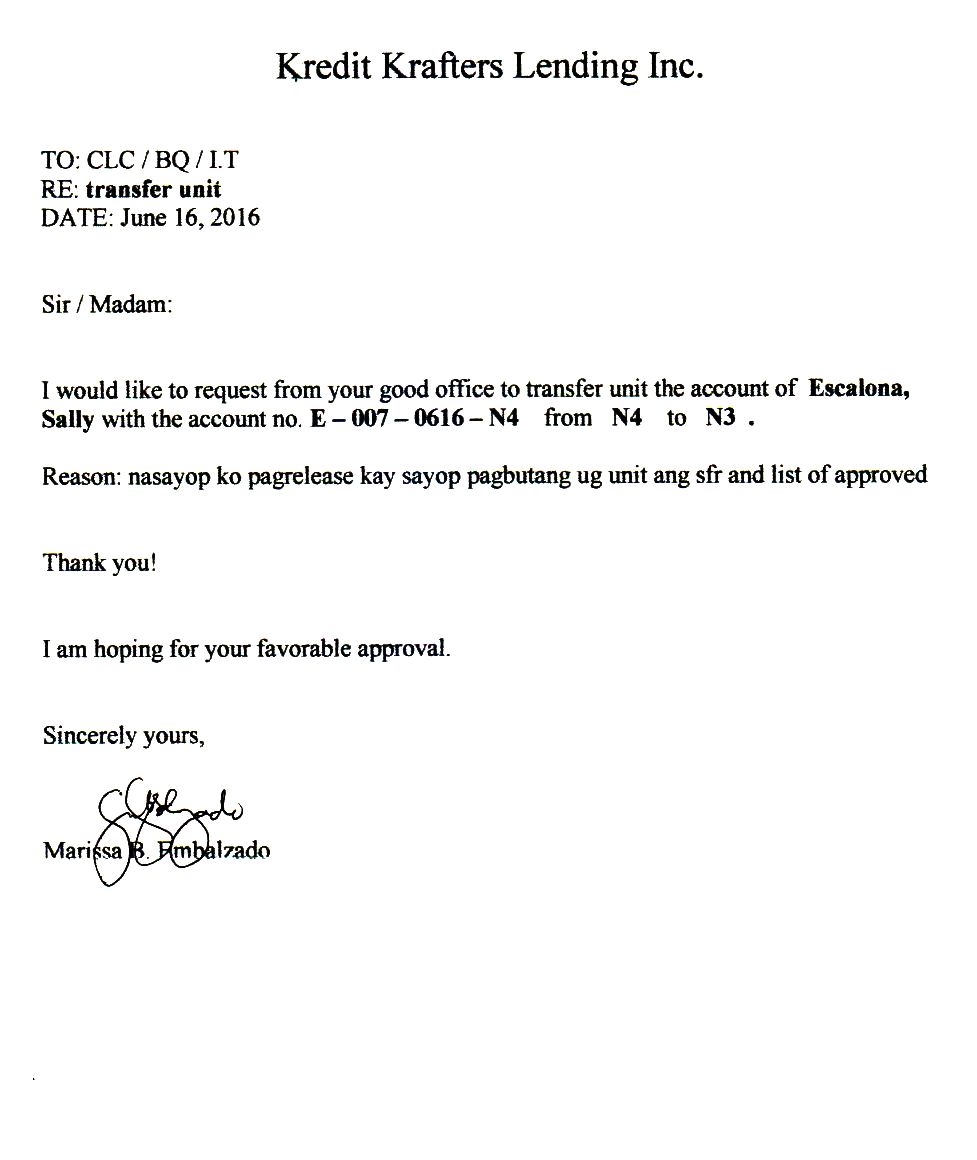 Kredit Krafters Lending Inc.
TO: CLC / BQ / I.T
RE: transfer unit
DATE: June 16, 2016
Sir / Madam:
I would like to request from your good office to transfer unit the account of Escalona,
Sally with the account no. E – 007 – 0616 – N4 from N4 to N3 .
Reason: nasayop ko pagrelease kay sayop pagbutang ug unit ang sfr and list of approved
Thank you!
I am hoping for your favorable approval.
Sincerely yours,
Marissa B. Embalzado